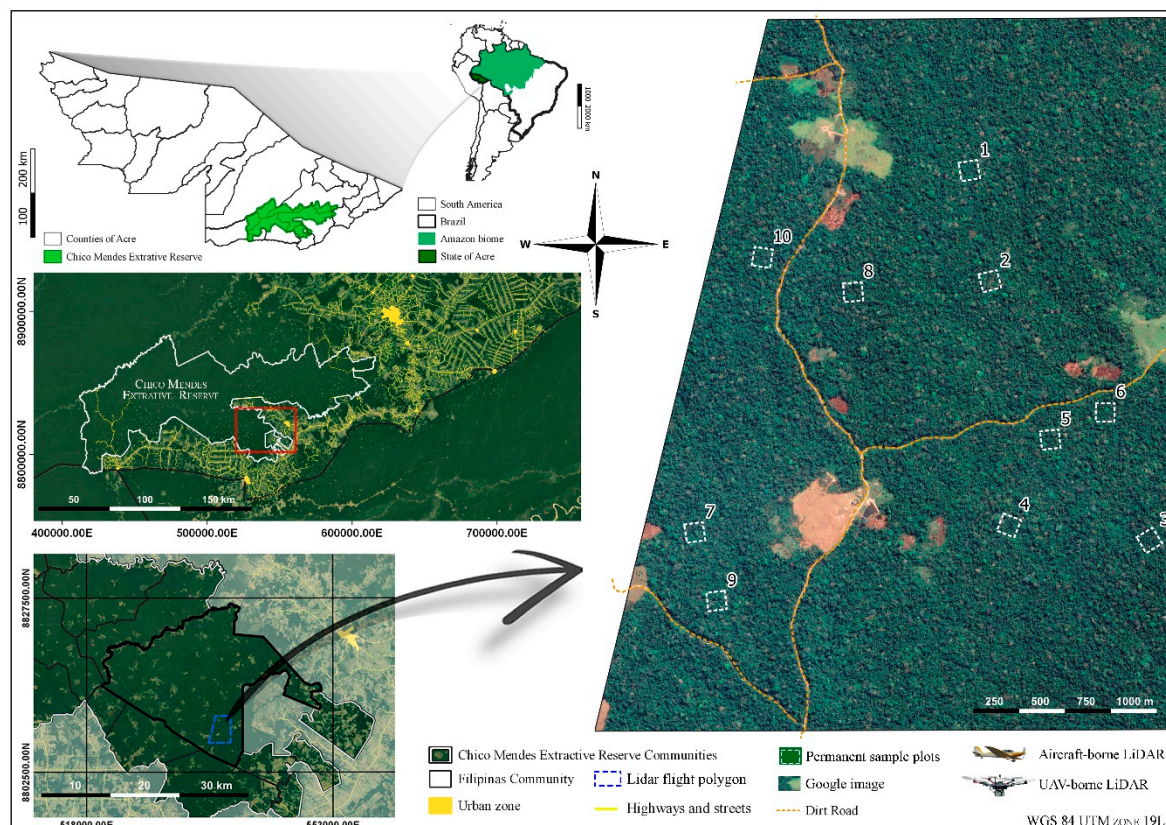 200 km
100
Counties of Acre
Chico Mendes Extrative Reserve
1000
2000 km
South America
Brazil
Amazon biome
State of Acre
N
W
E
S
8900000.00N
8800000.00N
CHICO MENDES
EXTRATIVE RESERVE
50
100
150 km
400000.00E
500000.00E
600000.00E
700000.00E
8827500.00N
8802500.00N
10
20
30 km
518000.00E
553000.00E
1
10
8
2
6
5
7
4
3
9
250
500
750
1000 m
Chico Mendes Extractive Reserve Communities
Filipinas Community
Urban zone
Lidar flight polygon
Highways and streets
Permanent sample plots
Google image
Dirt Road
Aircraft-borne LiDAR
UAV-borne LiDAR
WGS 84 UTM ZONE 19L